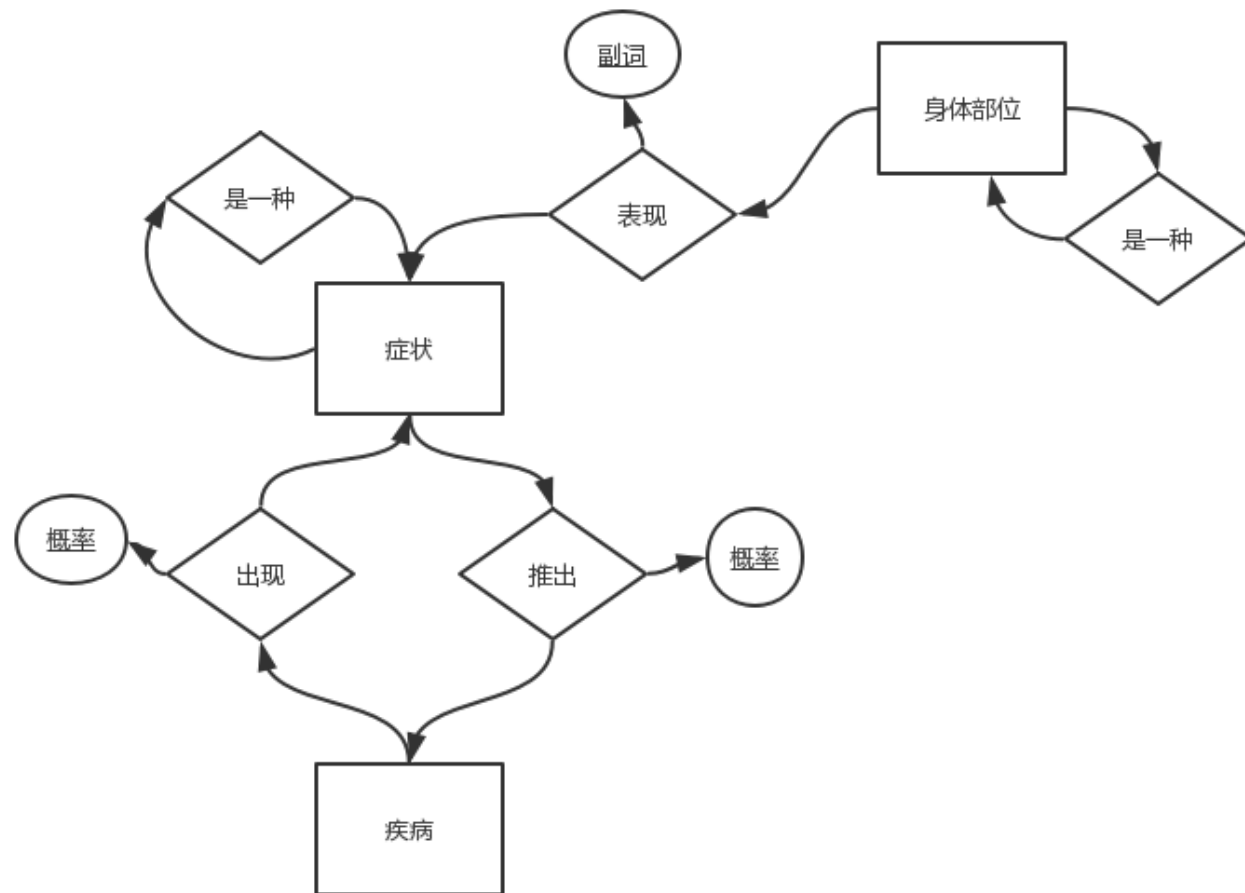 副词
身体部位
是一种
表现
是一种
症状
概率
出现
推出
概率
疾病